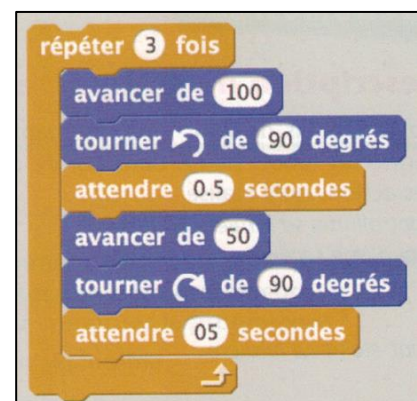 répéter 3 fois
avancer de 100
tourner de 90 degrés
attendre 0.5 secondes
avancer de 50
tourner de 90 degrés
attendre 05 secondes